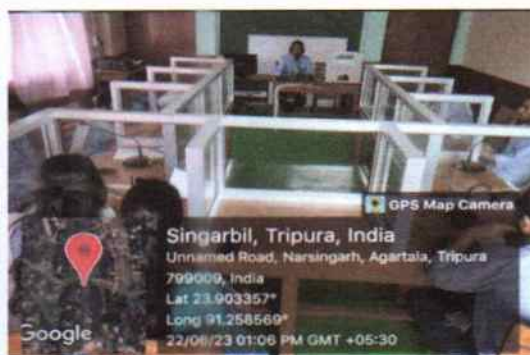 GPS Map Camera
Singarbil, Tripura, India
Unnamed Road, Narsingarh, Agartala, Tripura
799009, India
Lat 23.903357°
Long 91.258569°
22/06/23 01:06 PM GMT +05:30
Google